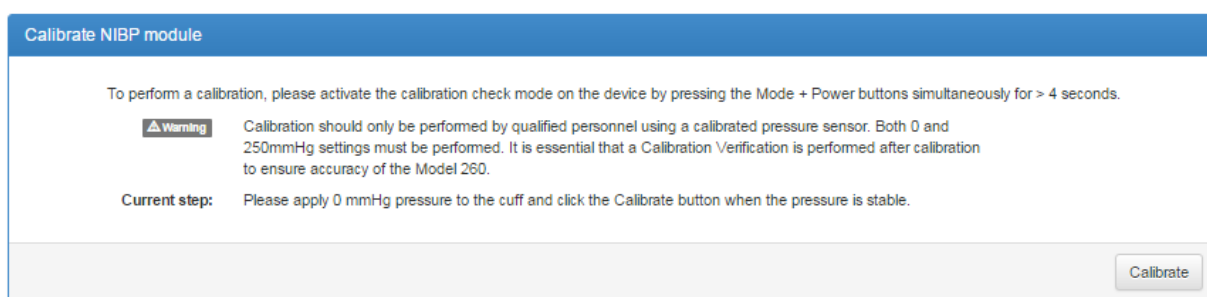 Calibrate NIBP module
To perform a calibration, please activate the calibration check mode on the device by pressing the Mode + Power buttons simultaneously for > 4 seconds.
Warning Calibration should only be performed by qualified personnel using a calibrated pressure sensor. Both 0 and
250mmHg settings must be performed. It is essential that a Calibration Verification is performed after calibration
to ensure accuracy of the Model 260.
Current step: Please apply 0 mmHg pressure to the cuff and click the Calibrate button when the pressure is stable.
Calibrate